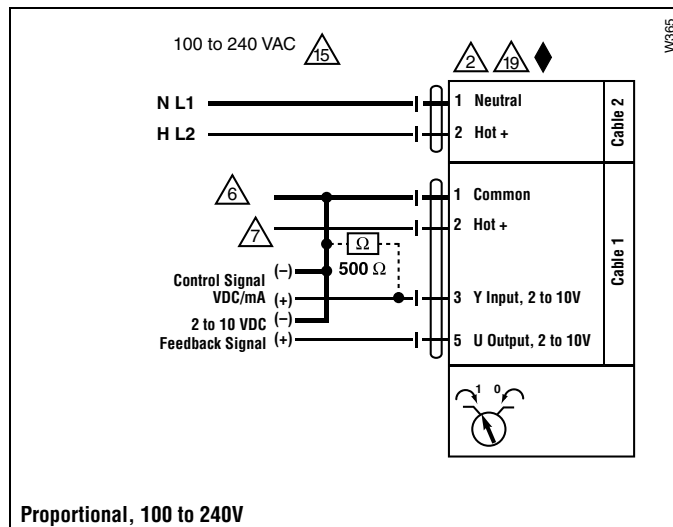 W365
100 to 240 VAC 15
2 19
N L1
1 Neutral
H L2
2 Hot +
Cable 2
6
1 Common
7
2 Hot +
Ω
500 Ω
Control Signal (–)
VDC/mA (+)
3 Y Input, 2 to 10V
2 to 10 VDC (–)
Feedback Signal (+)
5 U Output, 2 to 10V
Cable 1
1 0
Proportional, 100 to 240V